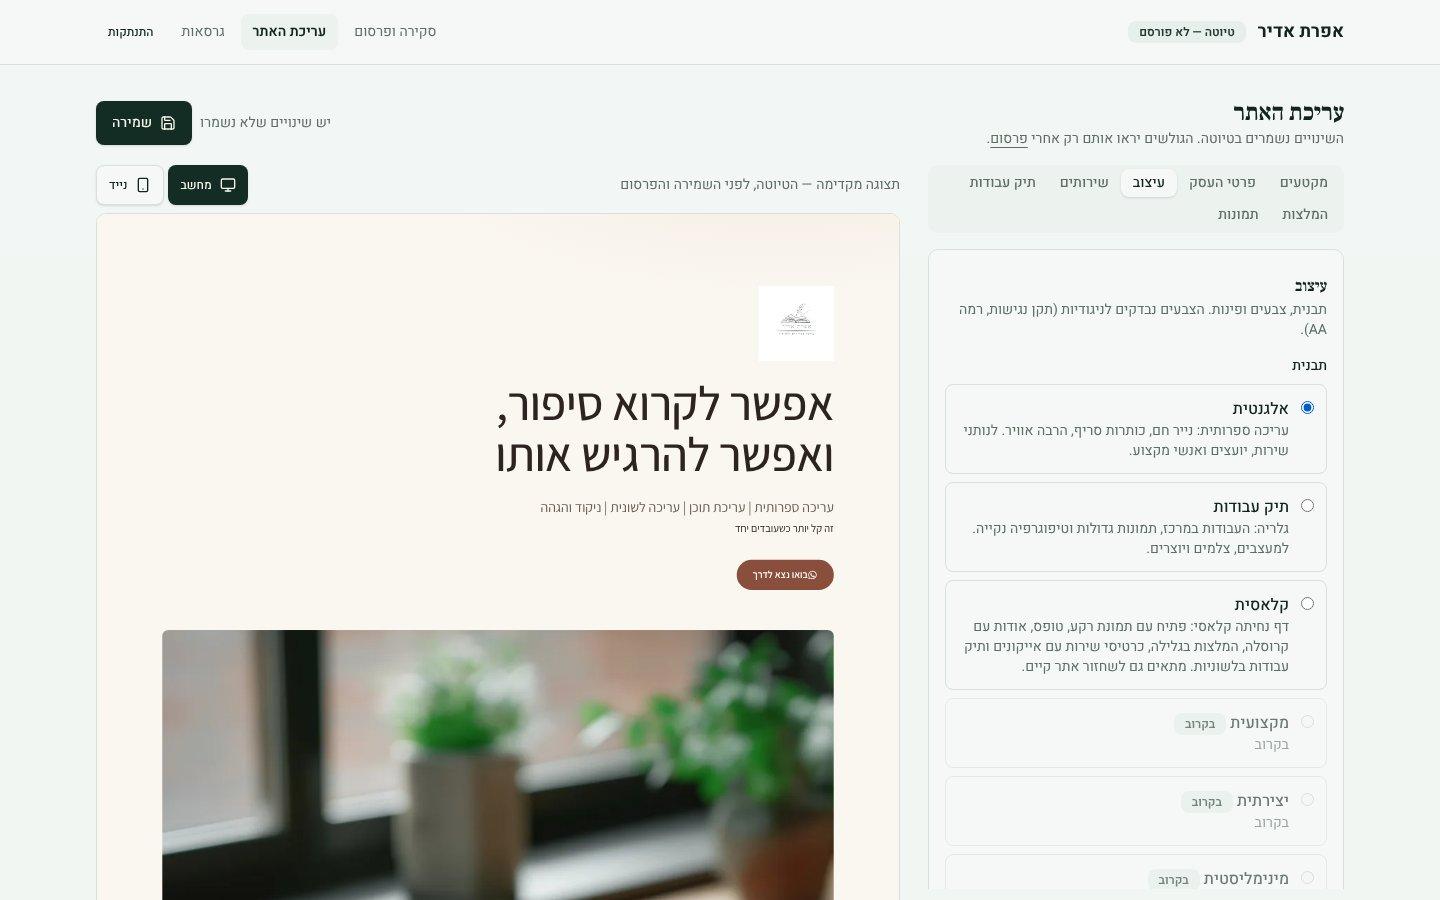 אפרת אדיר
טיוטה — לא פורסם
סקירה ופרסום
עריכת האתר
גרסאות
התנתקות
עריכת האתר
השינויים נשמרים בטיוטה. הגולשים יראו אותם רק אחרי פרסום.
יש שינויים שלא נשמרו
שמירה
מקטעים
פרטי העסק
עיצוב
שירותים
תיק עבודות
המלצות
תמונות
תצוגה מקדימה — הטיוטה, לפני השמירה והפרסום
מחשב
נייד
עיצוב
תבנית, צבעים ופינות. הצבעים נבדקים לניגודיות (תקן נגישות, רמה
AA).
תבנית
אלגנטית
עריכה ספרותית: נייר חם, כותרות סריף, הרבה אוויר. לנותני
שירות, יועצים ואנשי מקצוע.
תיק עבודות
גלריה: העבודות במרכז, תמונות גדולות וטיפוגרפיה נקייה.
למעצבים, צלמים ויוצרים.
קלאסית
דף נחיתה קלאסי: פתיח עם תמונת רקע, טופס, אודות עם
קרוסלה, המלצות בגלילה, כרטיסי שירות עם אייקונים ותיק
עבודות בלשוניות. מתאים גם לשחזור אתר קיים.
מקצועית
בקרוב
בקרוב
יצירתית
בקרוב
בקרוב
מינימליסטית
בקרוב
אפשר לקרוא סיפור,
ואפשר להרגיש אותו
עריכה ספרותית | עריכת תוכן | עריכה לשונית | ניקוד והגהה
זה קל יותר כשעובדים יחד
בואו נצא לדרך